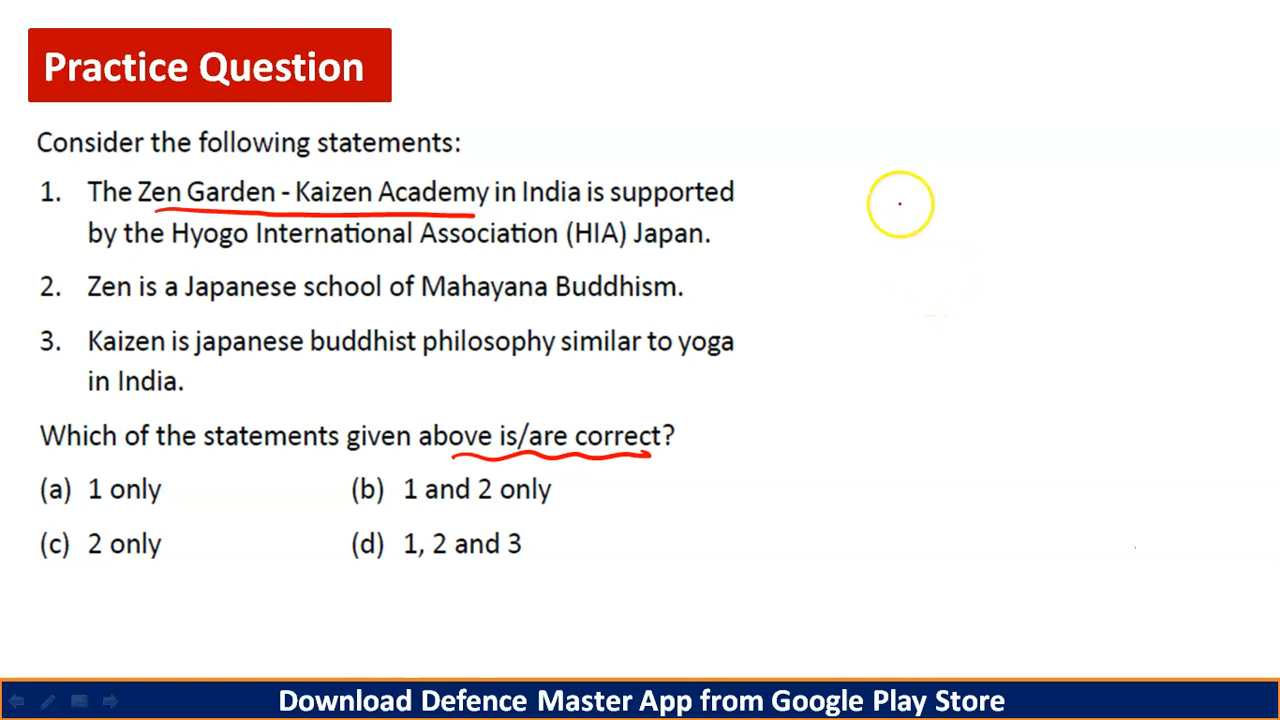 Practice Question
Consider the following statements:
1. The Zen Garden - Kaizen Academy in India is supported
by the Hyogo International Association (HIA) Japan.
2. Zen is a Japanese school of Mahayana Buddhism.
3. Kaizen is japanese buddhist philosophy similar to yoga
in India.
Which of the statements given above is/are correct?
(a) 1 only (b) 1 and 2 only
(c) 2 only (d) 1, 2 and 3
Download Defence Master App from Google Play Store